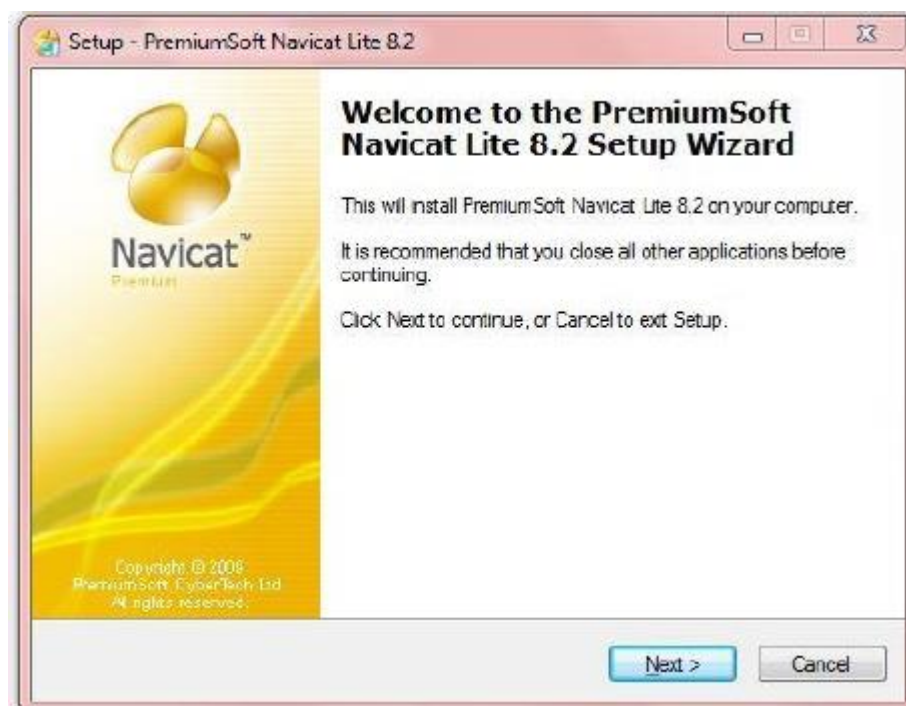 Setup - PremiumSoft Navicat Lite 8.2
Welcome to the PremiumSoft
Navicat Lite 8.2 Setup Wizard
This will install PremiumSoft Navicat Lite 8.2 on your computer.
It is recommended that you close all other applications before
continuing.
Click Next to continue, or Cancel to exit Setup.
Navicat™
Premium
Copyright © 2009
PremiumSoft CyberTech Ltd
All rights reserved.
Next >
Cancel